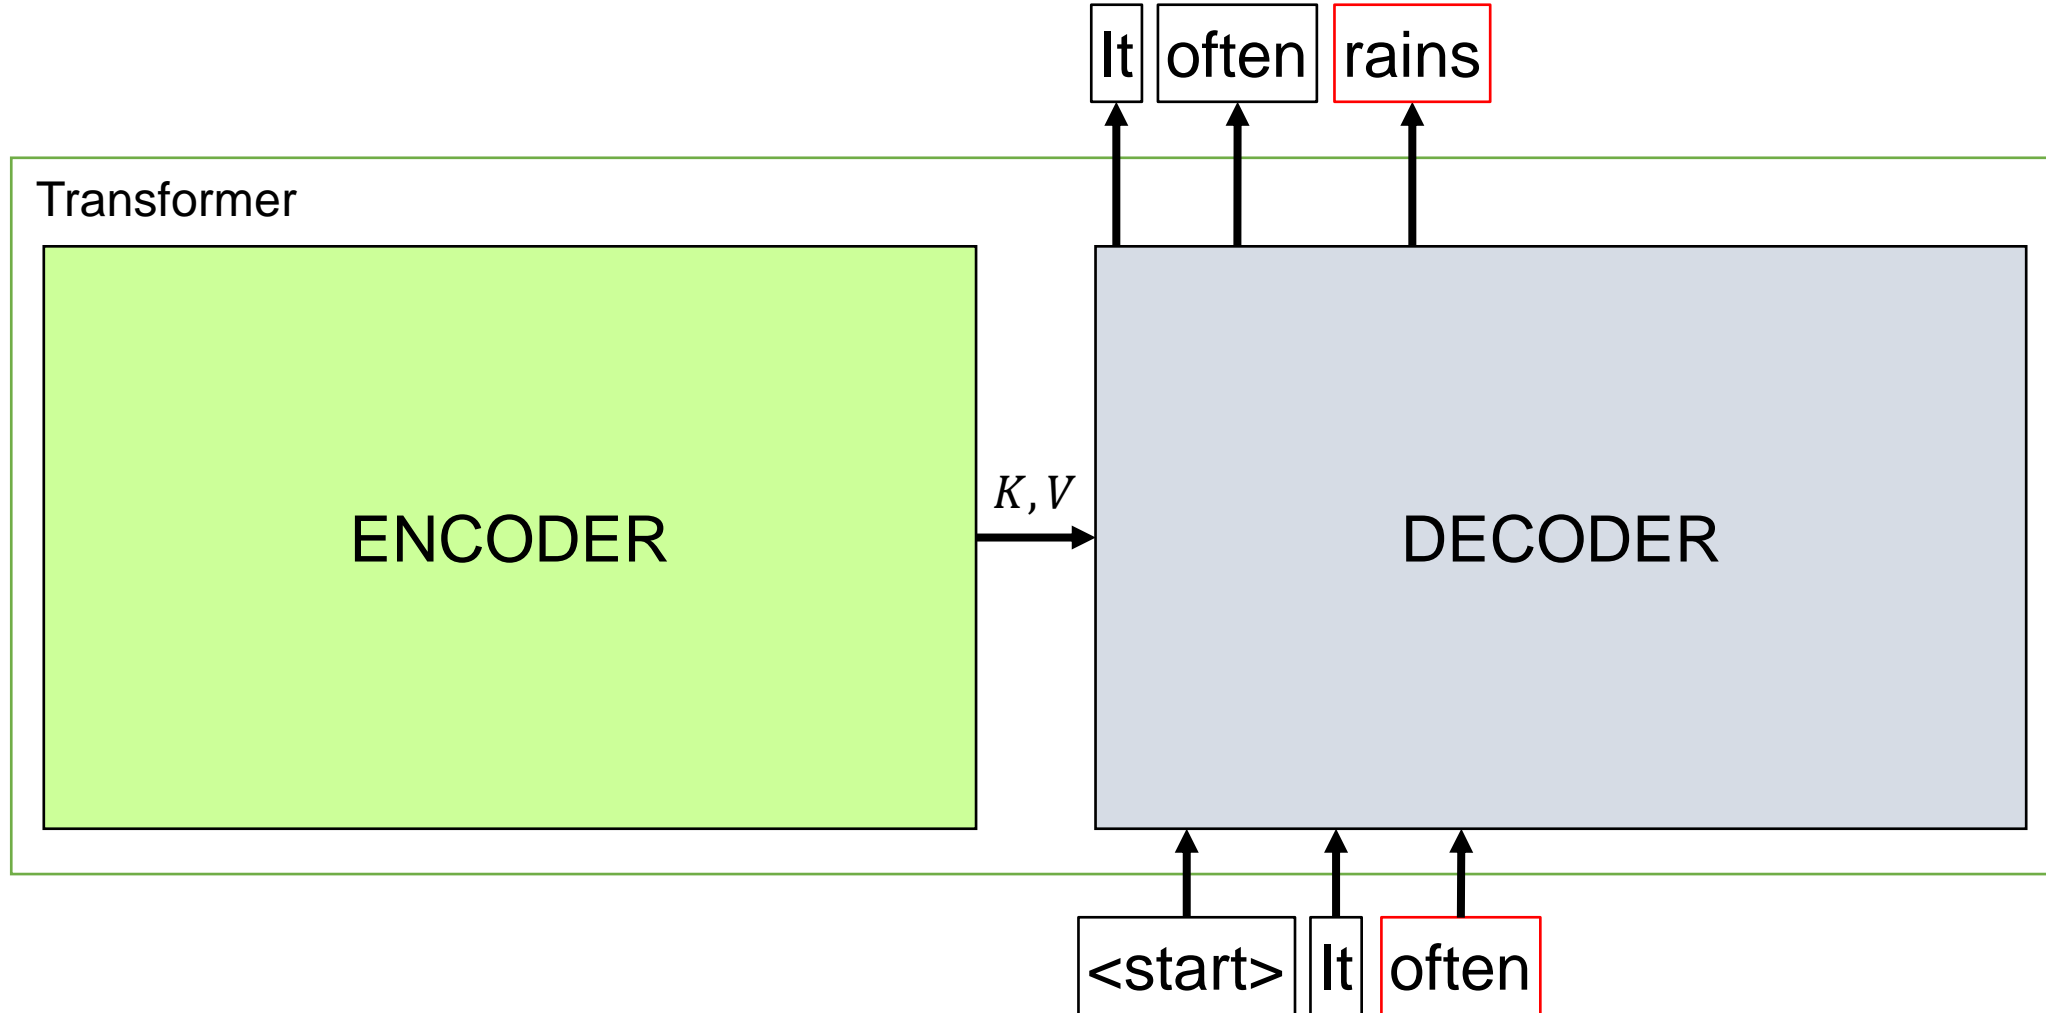 It often rains
Transformer
ENCODER
K, V
DECODER
<start> It often